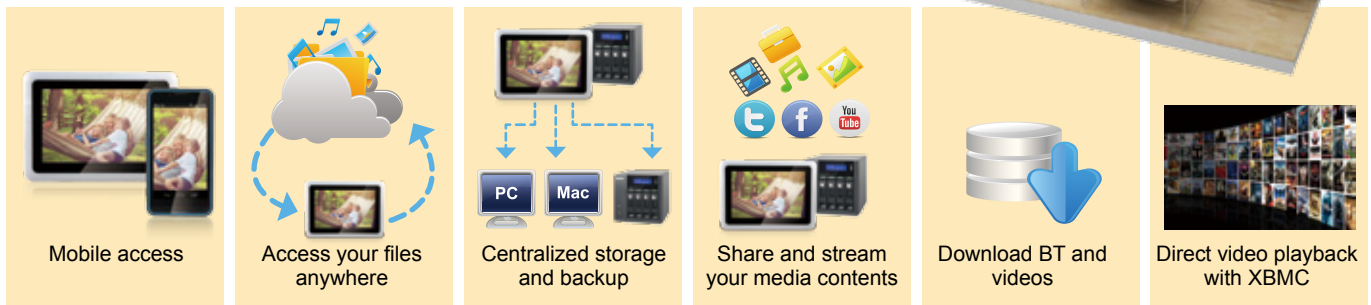 PC
Mac
You
Tube
Mobile access
Access your files
anywhere
Centralized storage
and backup
Share and stream
your media contents
Download BT and
videos
Direct video playback
with XBMC